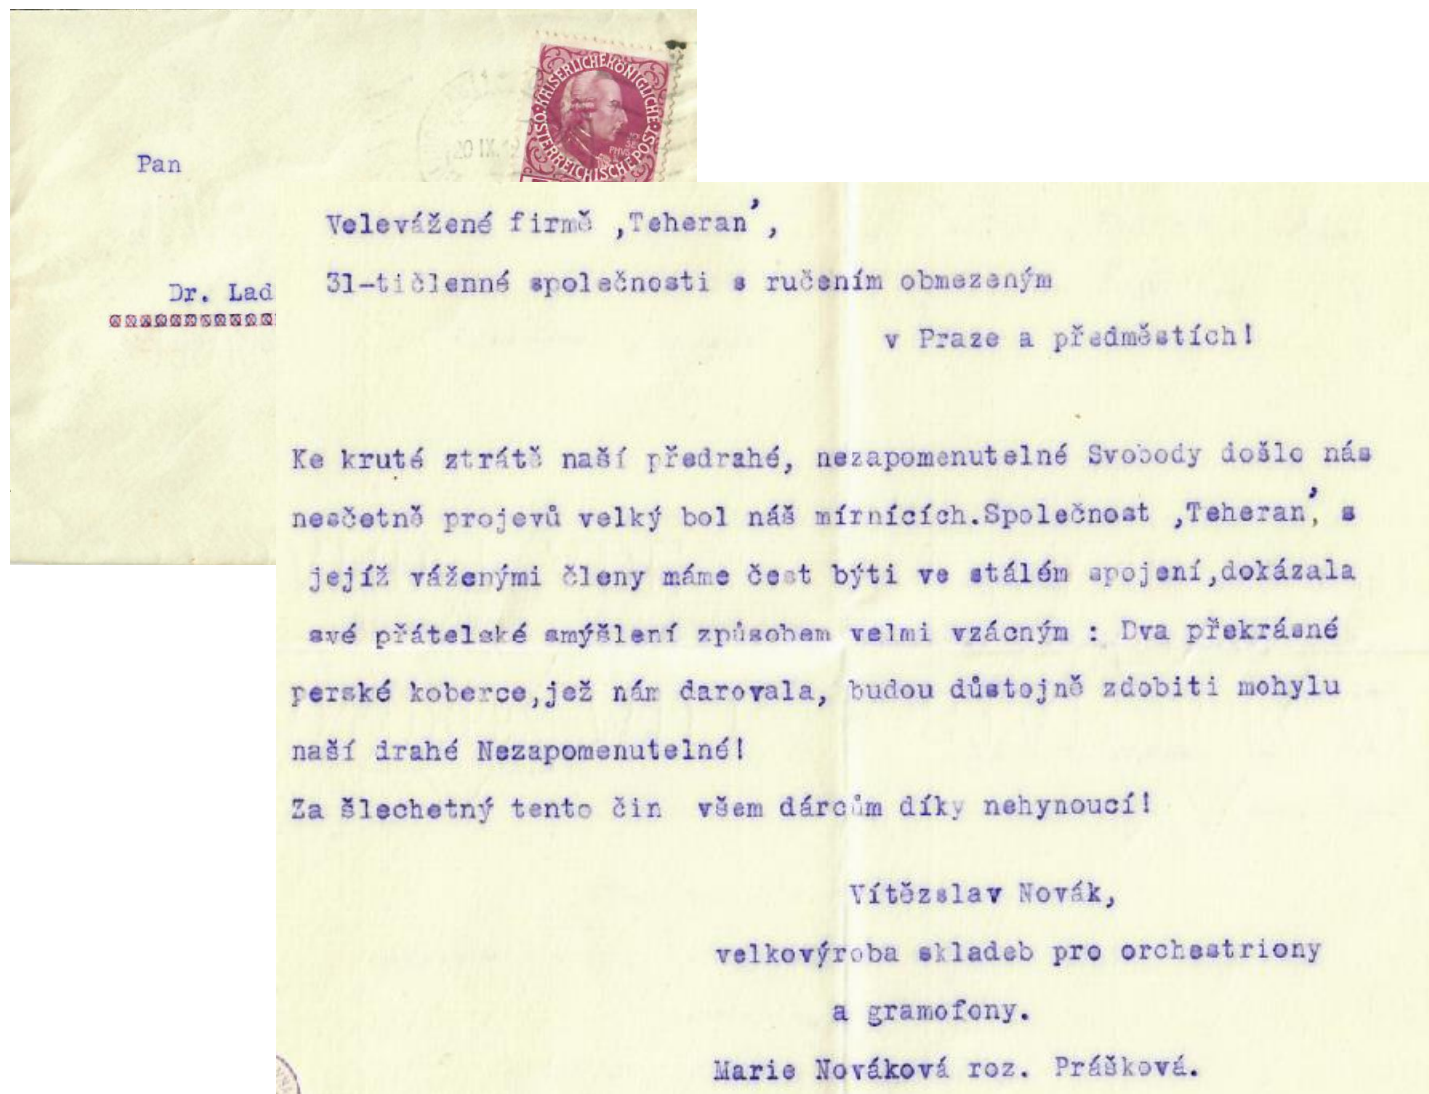 KAISERLICHEKÖNIGLICHE
ÖSTERREICHISCHE POST
20 IX.12
Pan
Dr. Lad
Velevážené firmě ‚Teheran’,
31-tičlenné společnosti s ručením obmezeným
v Praze a předměstích!
Ke kruté ztrátě naší předrahé, nezapomenutelné Svobody došlo nás
nesčetně projevů velký bol náš mírnících.Společnost ‚Teheran’, s
jejíž váženými členy máme čest býti ve stálém spojení,dokázala
své přátelské smýšlení způsobem velmi vzácným : Dva překrásné
perské koberce,jež nám darovala, budou důstojně zdobiti mohylu
naší drahé Nezapomenutelné!
Za šlechetný tento čin všem dárcům díky nehynoucí!
Vítězslav Novák,
velkovýroba skladeb pro orchestriony
a gramofony.
Marie Nováková roz. Prášková.